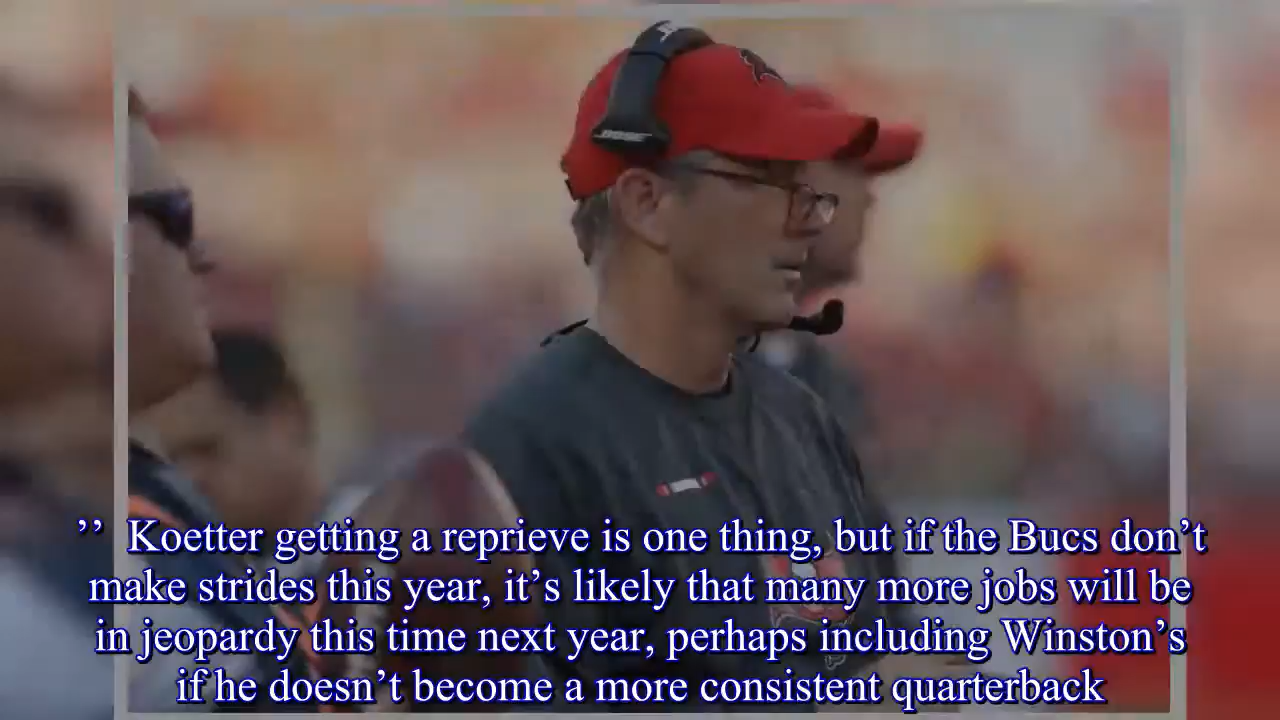 BOSE
’’ Koetter getting a reprieve is one thing, but if the Bucs don’t
make strides this year, it’s likely that many more jobs will be
in jeopardy this time next year, perhaps including Winston’s
if he doesn’t become a more consistent quarterback